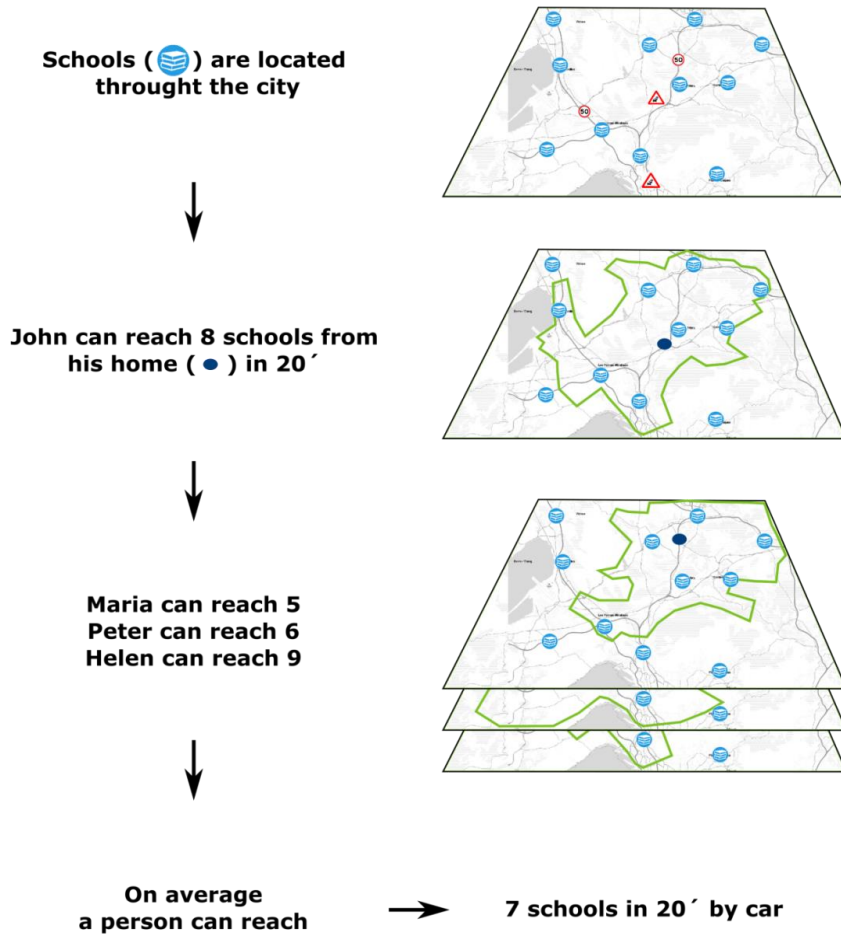 Schools ( ) are located
throught the city
50
50
John can reach 8 schools from
his home ( ) in 20´
Maria can reach 5
Peter can reach 6
Helen can reach 9
On average
a person can reach
7 schools in 20´ by car